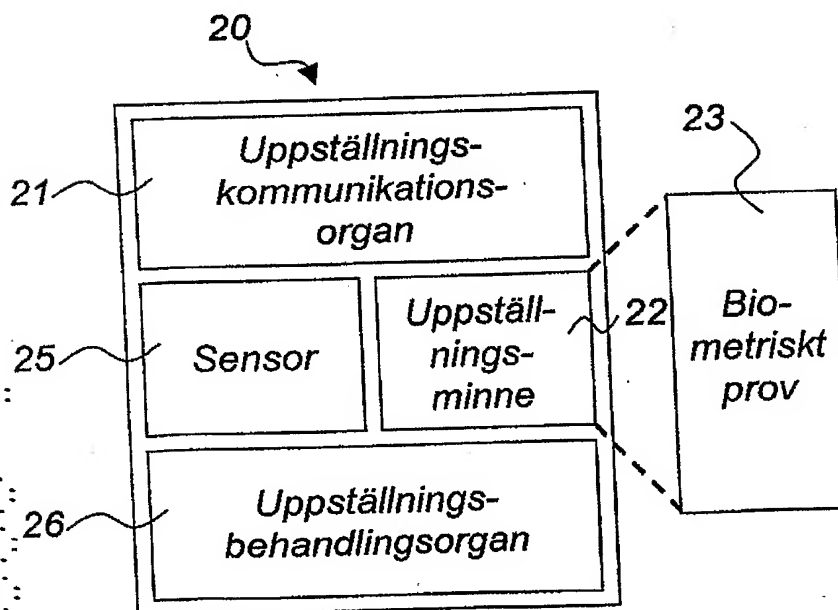 20
21
Uppställnings-
kommunikations-
organ
23
25
Sensor
Uppställ-
nings-
minne
22
Bio-
metriskt
prov
26
Uppställnings-
behandlingsorgan